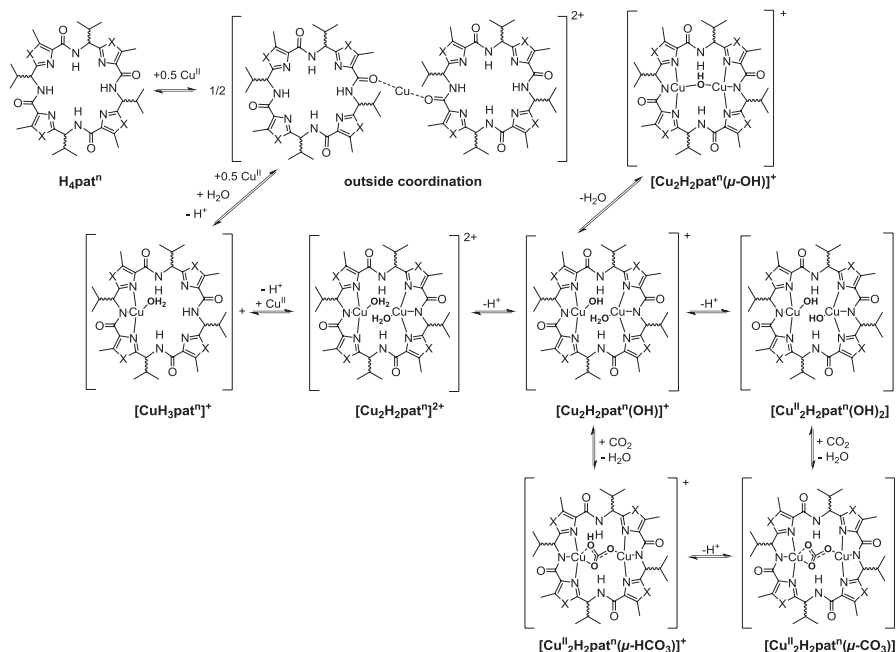 H₄patⁿ
+0.5 Cuᴵᴵ
1/2
2+
outside coordination
+
[Cu₂H₂patⁿ(µ-OH)]⁺
+0.5 Cuᴵᴵ
+ H₂O
- H⁺
-H₂O
+
[CuH₃patⁿ]⁺
- H⁺
+ Cuᴵᴵ
2+
[Cu₂H₂patⁿ]²⁺
-H⁺
+
[Cu₂H₂patⁿ(OH)]⁺
-H⁺
[Cuᴵᴵ₂H₂patⁿ(OH)₂]
+ CO₂
- H₂O
+ CO₂
- H₂O
+
[Cuᴵᴵ₂H₂patⁿ(µ-HCO₃)]⁺
-H⁺
[Cuᴵᴵ₂H₂patⁿ(µ-CO₃)]